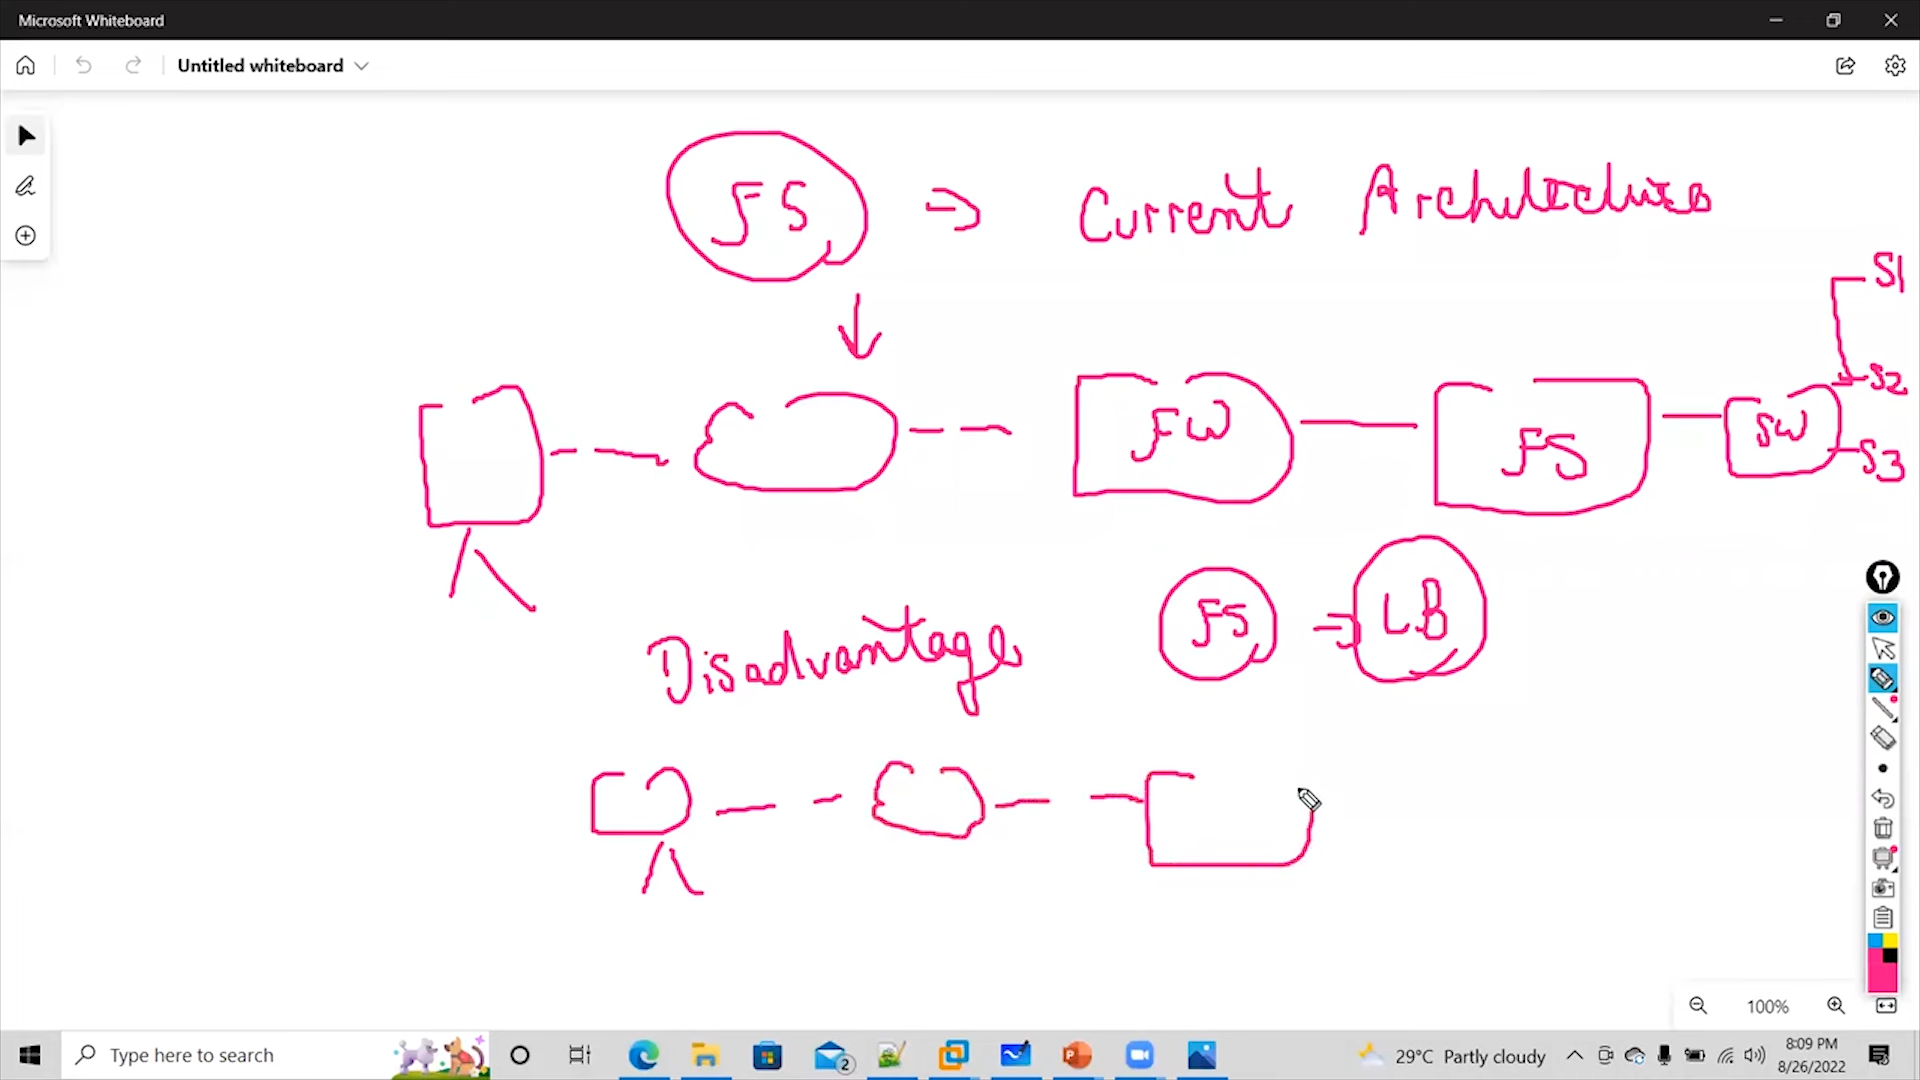 Microsoft Whiteboard
Untitled whiteboard
FS => Current Architecture
S1
S2
FW FS SW
S3
FS => LB
Disadvantage
100%
Type here to search
2
29°C Partly cloudy
8:09 PM
8/26/2022